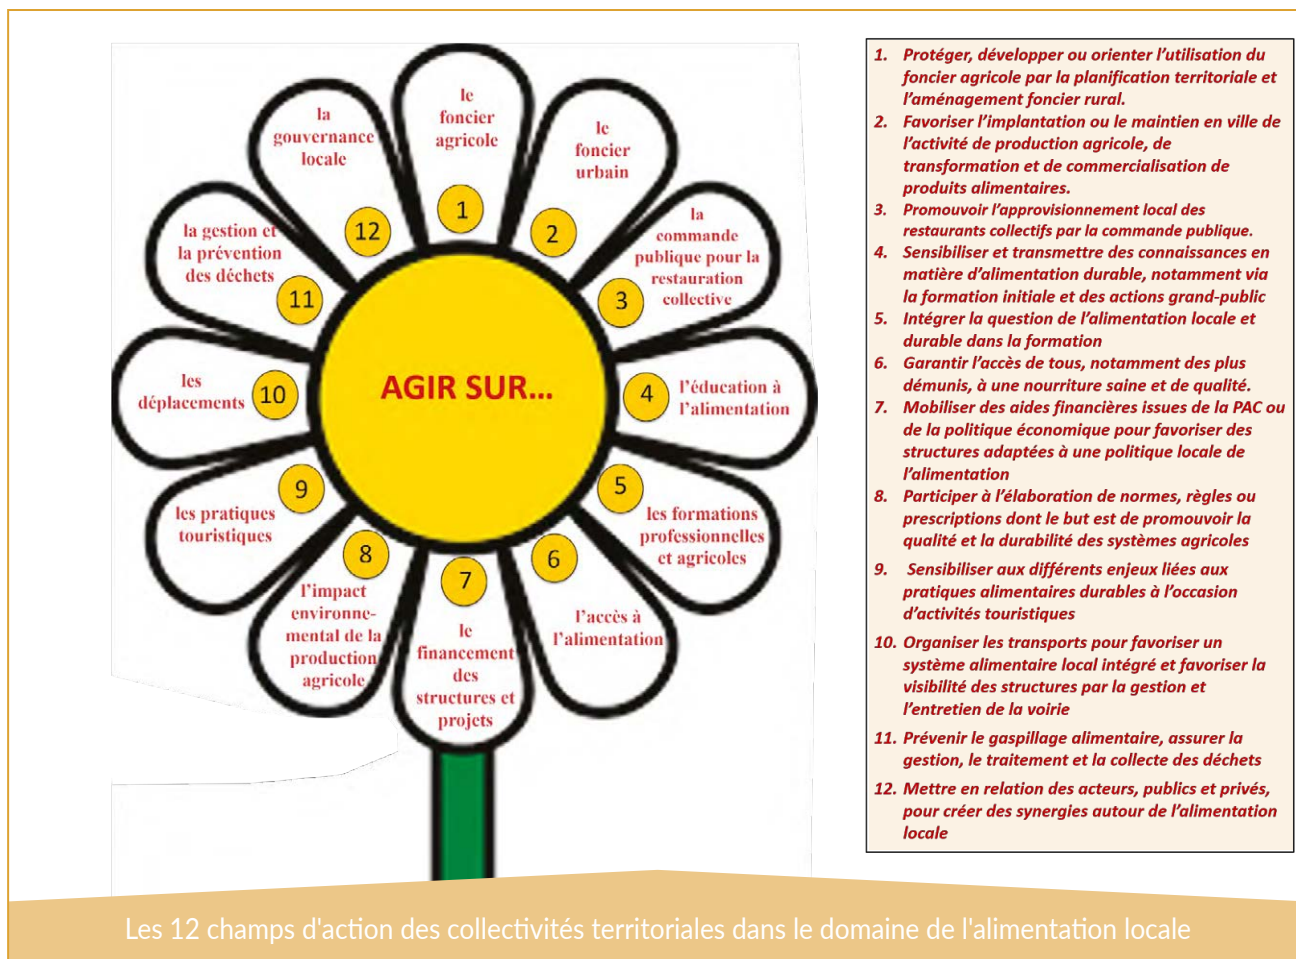 le
foncier
agricole
1
le
foncier
urbain
2
la
commande
publique pour la
restauration
collective
3
l'éducation à
l'alimentation
4
les formations
professionnelles
et agricoles
5
l'accès à
l'alimentation
6
le
financement
des
structures et
projets
7
l'impact
environne-
mental de la
production
agricole
8
les pratiques
touristiques
9
les
déplacements
10
la gestion et
la prévention
des déchets
11
la
gouvernance
locale
12
AGIR SUR...
1. Protéger, développer ou orienter l'utilisation du
foncier agricole par la planification territoriale et
l'aménagement foncier rural.
2. Favoriser l'implantation ou le maintien en ville de
l'activité de production agricole, de
transformation et de commercialisation de
produits alimentaires.
3. Promouvoir l'approvisionnement local des
restaurants collectifs par la commande publique.
4. Sensibiliser et transmettre des connaissances en
matière d'alimentation durable, notamment via
la formation initiale et des actions grand-public
5. Intégrer la question de l'alimentation locale et
durable dans la formation
6. Garantir l'accès de tous, notamment des plus
démunis, à une nourriture saine et de qualité.
7. Mobiliser des aides financières issues de la PAC ou
de la politique économique pour favoriser des
structures adaptées à une politique locale de
l'alimentation
8. Participer à l'élaboration de normes, règles ou
prescriptions dont le but est de promouvoir la
qualité et la durabilité des systèmes agricoles
9. Sensibiliser aux différents enjeux liées aux
pratiques alimentaires durables à l'occasion
d'activités touristiques
10. Organiser les transports pour favoriser un
système alimentaire local intégré et favoriser la
visibilité des structures par la gestion et
l'entretien de la voirie
11. Prévenir le gaspillage alimentaire, assurer la
gestion, le traitement et la collecte des déchets
12. Mettre en relation des acteurs, publics et privés,
pour créer des synergies autour de l'alimentation
locale
Les 12 champs d'action des collectivités territoriales dans le domaine de l'alimentation locale